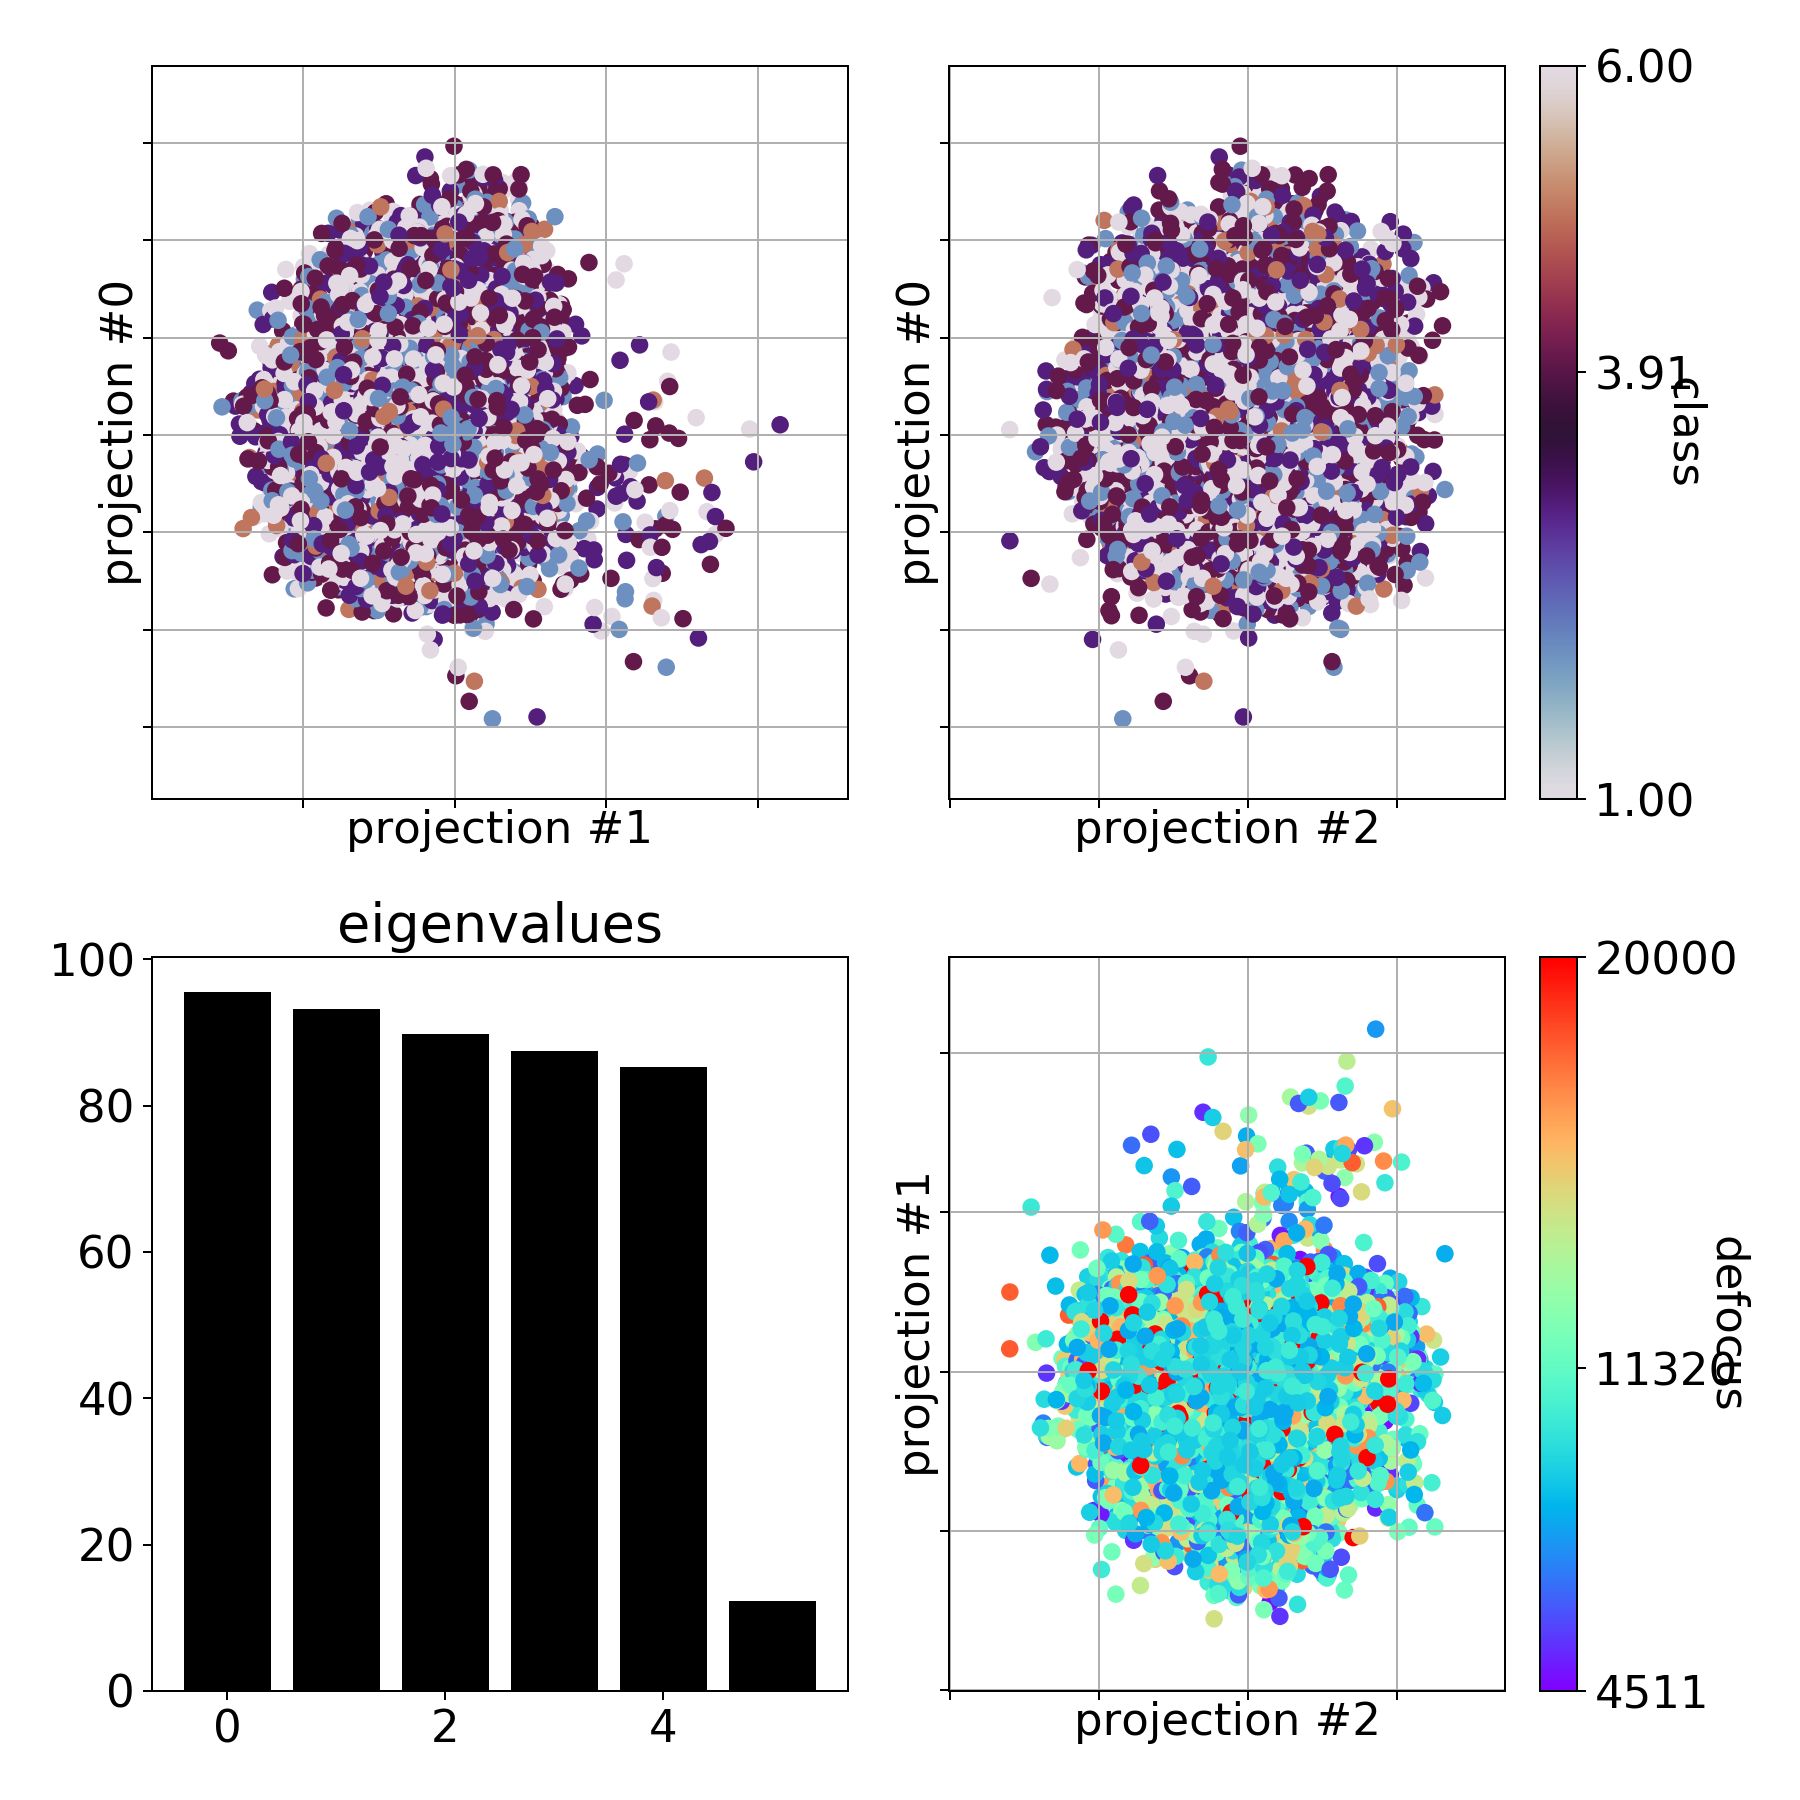 projection #0
projection #1
projection #0
projection #2
6.00
3.91
1.00
class
eigenvalues
100
80
60
40
20
0
0 2 4
projection #1
projection #2
20000
11320
4511
defocus